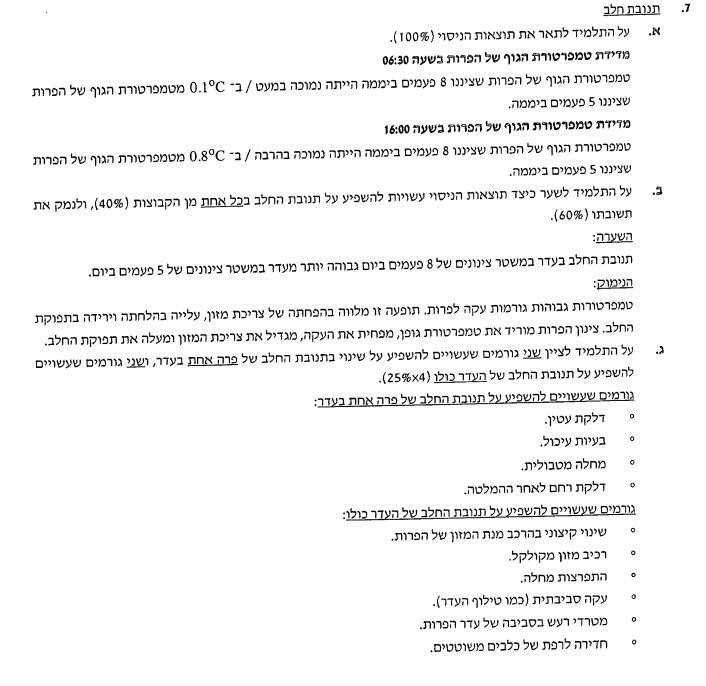 7. תנובת חלב
א. על התלמיד לתאר את תוצאות הניסוי (100%).
מדידת טמפרטורת הגוף של הפרות בשעה 06:30
טמפרטורת הגוף של הפרות שציננו 8 פעמים ביממה הייתה נמוכה במעט / ב־ 0.1°C מטמפרטורת הגוף של הפרות
שציננו 5 פעמים ביממה.
מדידת טמפרטורת הגוף של הפרות בשעה 16:00
טמפרטורת הגוף של הפרות שציננו 8 פעמים ביממה הייתה נמוכה בהרבה / ב־ 0.8°C מטמפרטורת הגוף של הפרות
שציננו 5 פעמים ביממה.
ב. על התלמיד לשער כיצד תוצאות הניסוי עשויות להשפיע על תנובת החלב בכל אחת מן הקבוצות (40%), ולנמק את
תשובתו (60%).
השערה:
תנובת החלב בעדר במשטר צינונים של 8 פעמים ביום גבוהה יותר מעדר במשטר צינונים של 5 פעמים ביום.
הנימוק:
טמפרטורות גבוהות גורמות עקה לפרות. תופעה זו מלווה בהפחתה של צריכת מזון, עלייה בהלחתה וירידה בתפוקת
החלב. צינון הפרות מוריד את טמפרטורת גופן, מפחית את העקה, מגדיל את צריכת המזון ומעלה את תפוקת החלב.
ג. על התלמיד לציין שני גורמים שעשויים להשפיע על שינוי בתנובת החלב של פרה אחת בעדר, ושני גורמים שעשויים
להשפיע על תנובת החלב של העדר כולו (25%x4).
גורמים שעשויים להשפיע על תנובת החלב של פרה אחת בעדר:
° דלקת עטין.
° בעיות עיכול.
° מחלה מטבולית.
° דלקת רחם לאחר ההמלטה.
גורמים שעשויים להשפיע על תנובת החלב של העדר כולו:
° שינוי קיצוני בהרכב מנת המזון של הפרות.
° רכיב מזון מקולקל.
° התפרצות מחלה.
° עקה סביבתית (כמו טילוף העדר).
° מטרדי רעש בסביבה של עדר הפרות.
° חדירה לרפת של כלבים משוטטים.